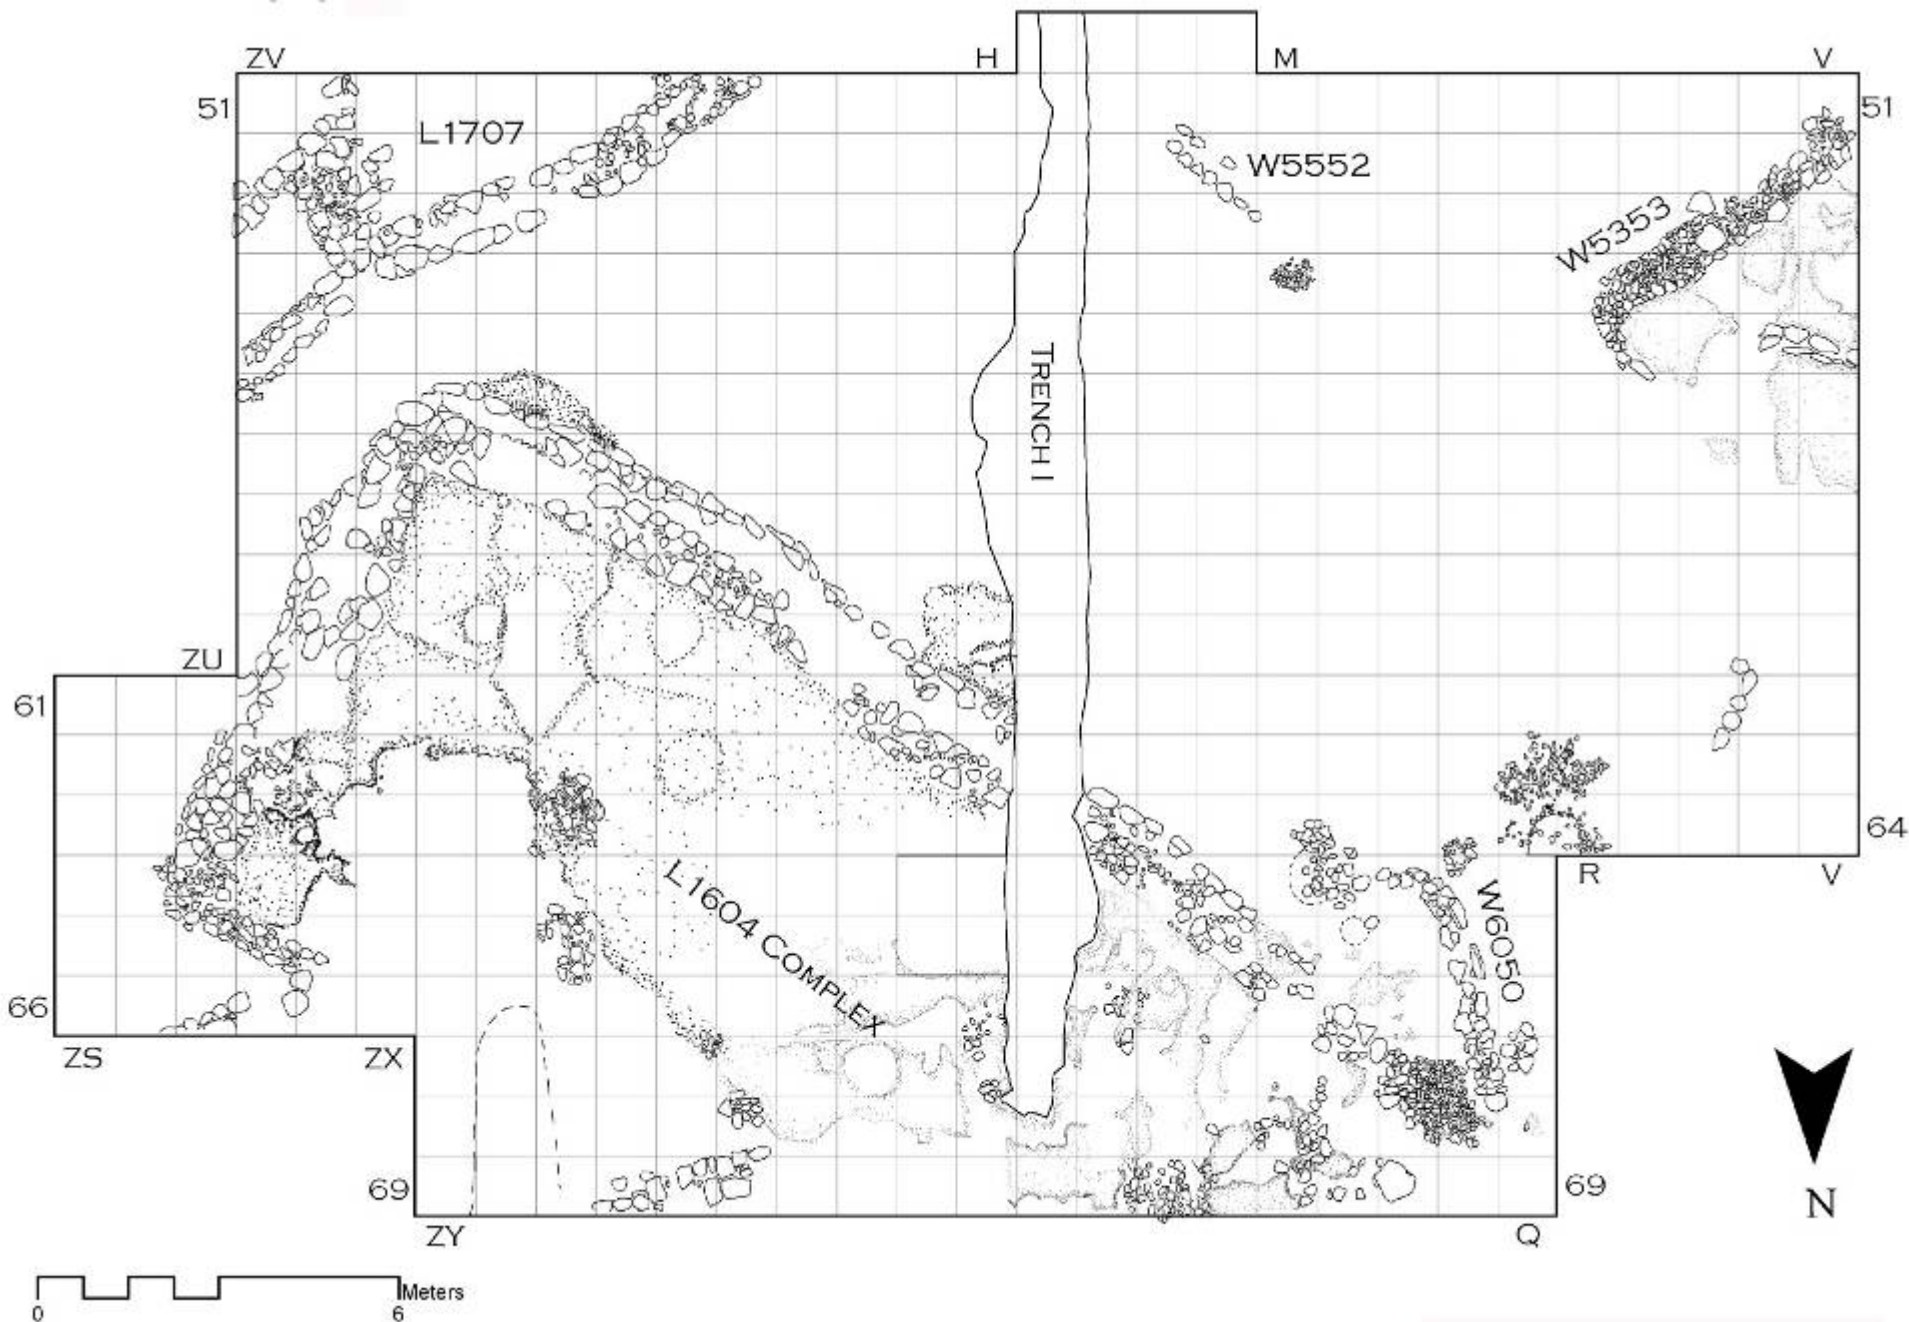 ZV
H
M
V
51
51
L1707
W5552
W5353
TRENCH I
ZU
61
64
R
V
L1604 COMPLEX
W6050
66
ZS
ZX
69
69
ZY
Q
N
Meters
0
6